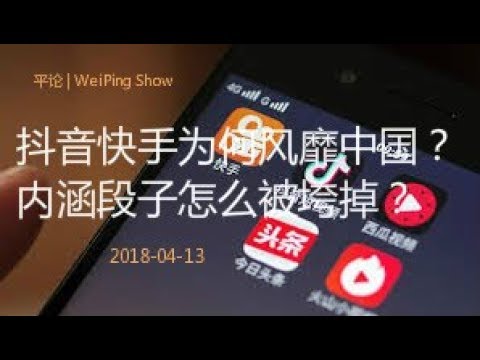 平论 | WeiPing Show
4G
抖音快手为何风靡中国？
快手
内涵段子怎么被垮掉？
西瓜视频
头条
2018-04-13
今日头条
火山小